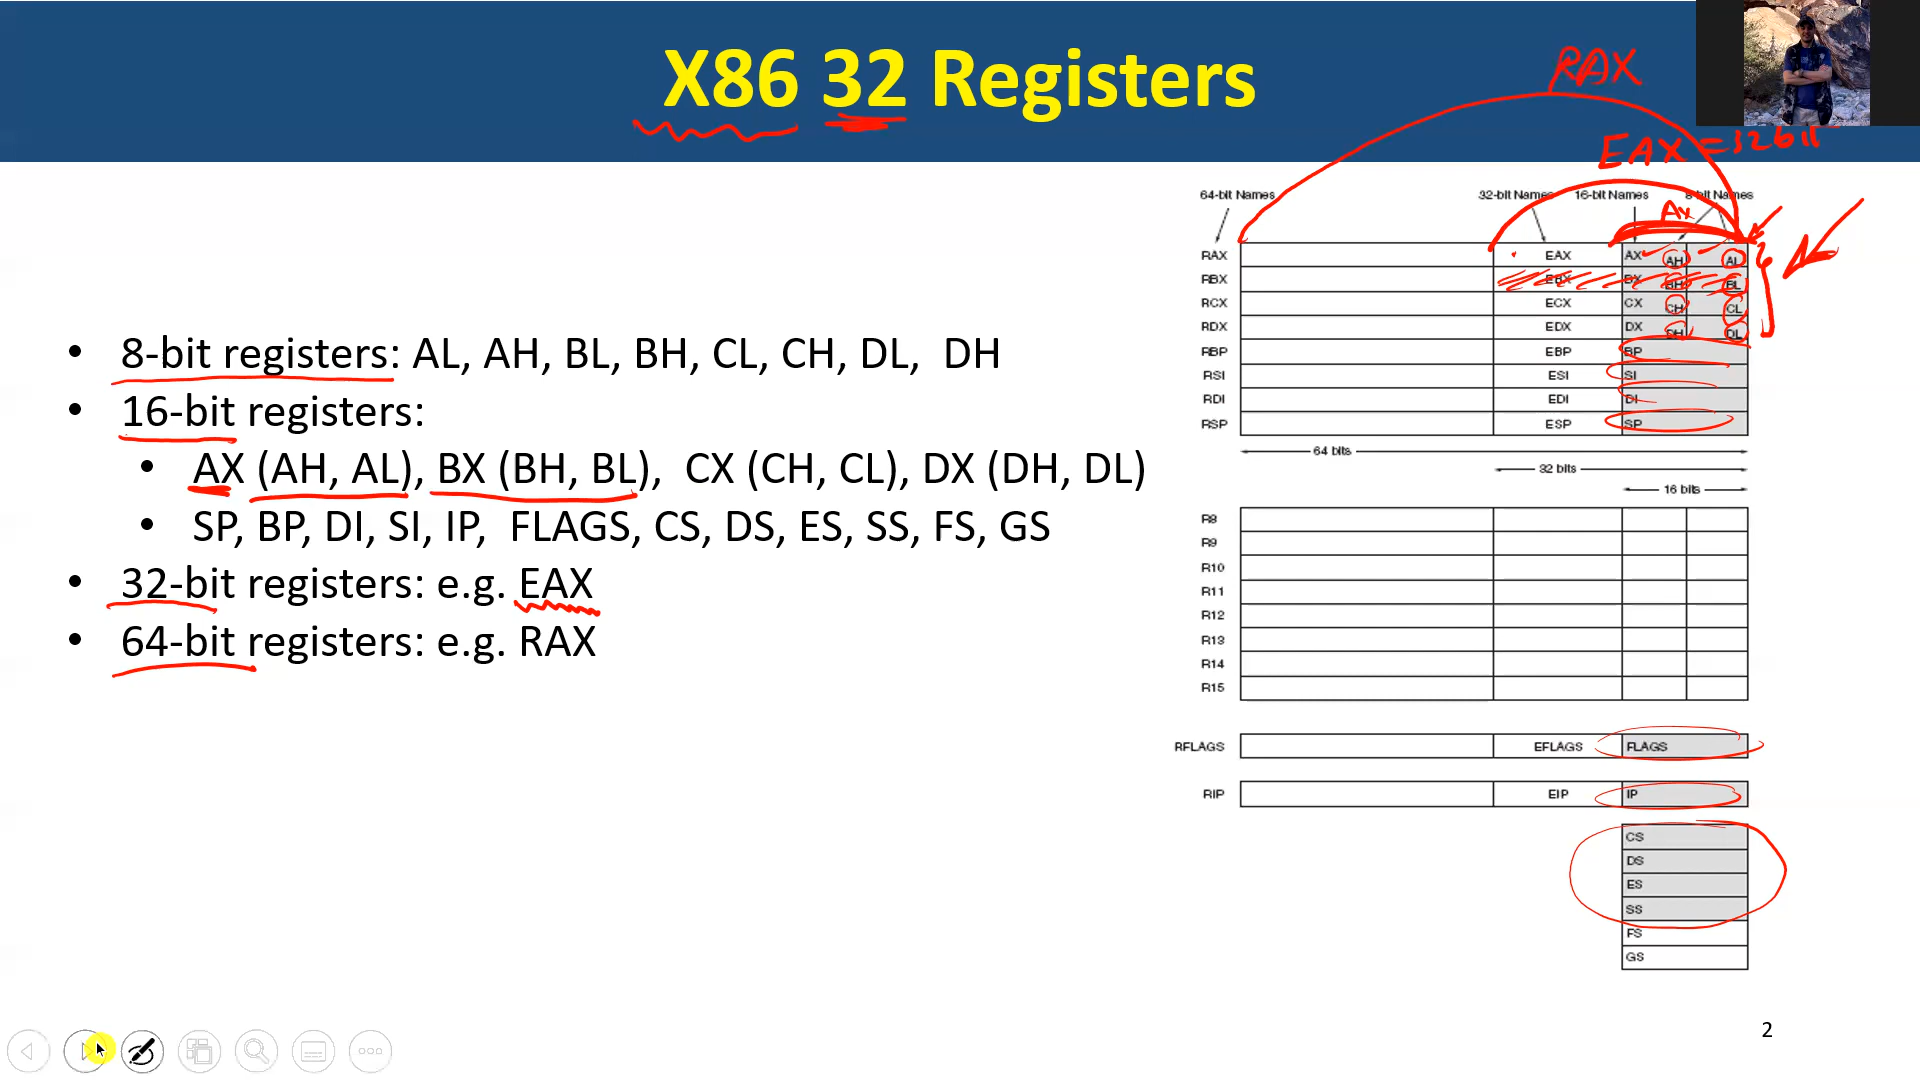 X86 32 Registers
RAX
EAX = 32bit
• 8-bit registers: AL, AH, BL, BH, CL, CH, DL, DH
• 16-bit registers:
• AX (AH, AL), BX (BH, BL), CX (CH, CL), DX (DH, DL)
• SP, BP, DI, SI, IP, FLAGS, CS, DS, ES, SS, FS, GS
• 32-bit registers: e.g. EAX
• 64-bit registers: e.g. RAX
64-bit Names 32-bit Names 16-bit Names 8-bit Names
AX
RAX EAX AX AH AL
RBX EBX BX BH BL
RCX ECX CX CH CL
RDX EDX DX DH DL
RBP EBP BP
RSI ESI SI
RDI EDI DI
RSP ESP SP
64 bits
32 bits
16 bits
R8
R9
R10
R11
R12
R13
R14
R15
RFLAGS EFLAGS FLAGS
RIP EIP IP
CS
DS
ES
SS
FS
GS
2